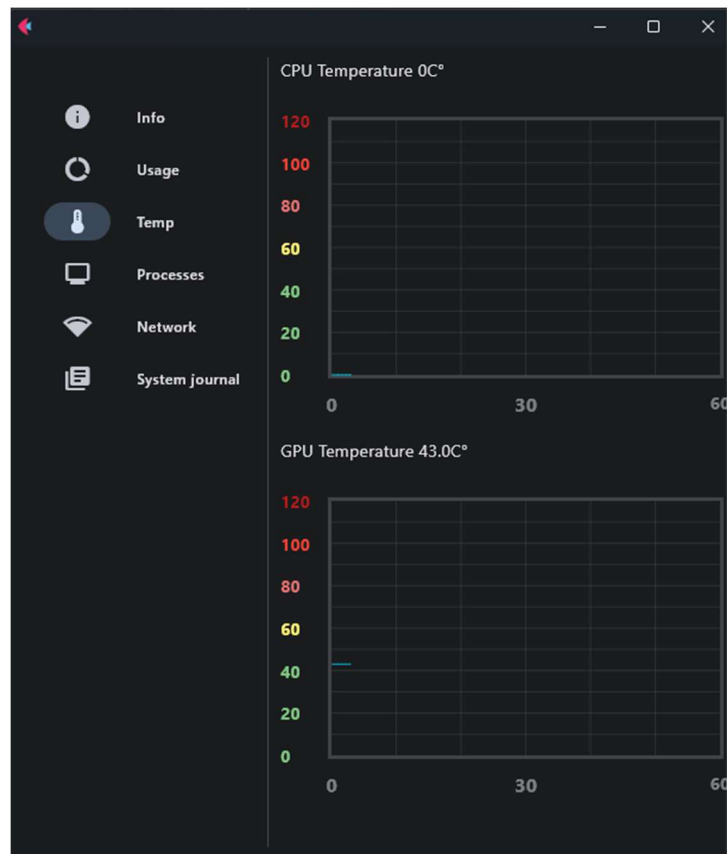 CPU Temperature 0C°
Info
Usage
Temp
Processes
Network
System journal
120
100
80
60
40
20
0
0 30 60
GPU Temperature 43.0C°
120
100
80
60
40
20
0
0 30 60